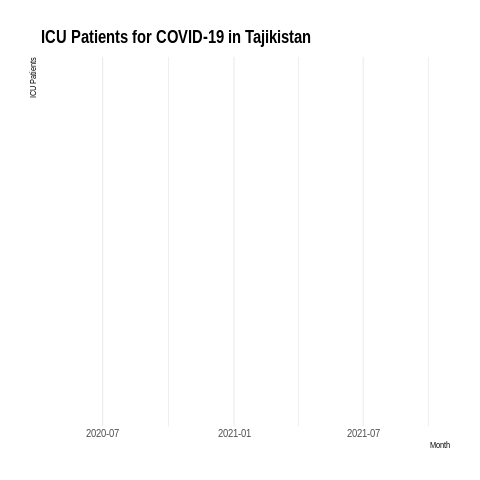 ICU Patients for COVID-19 in Tajikistan
ICU Patients
2020-07
2021-01
2021-07
Month